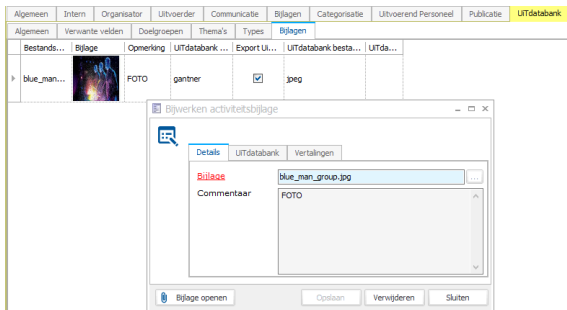 Algemeen Intern Organisator Uitvoerder Communicatie Bijlagen Categorisatie Uitvoerend Personeel Publicatie UiTdatabank
Algemeen Verwante velden Doelgroepen Thema's Types Bijlagen
Bestands... Bijlage Opmerking UiTdatabank ... Export Ui... UiTdatabank besta... UiTda...
blue_man... FOTO gantner jpeg
Bijwerken activiteitsbijlage
Details UiTdatabank Vertalingen
Bijlage blue_man_group.jpg ...
Commentaar FOTO
Bijlage openen Opslaan Verwijderen Sluiten